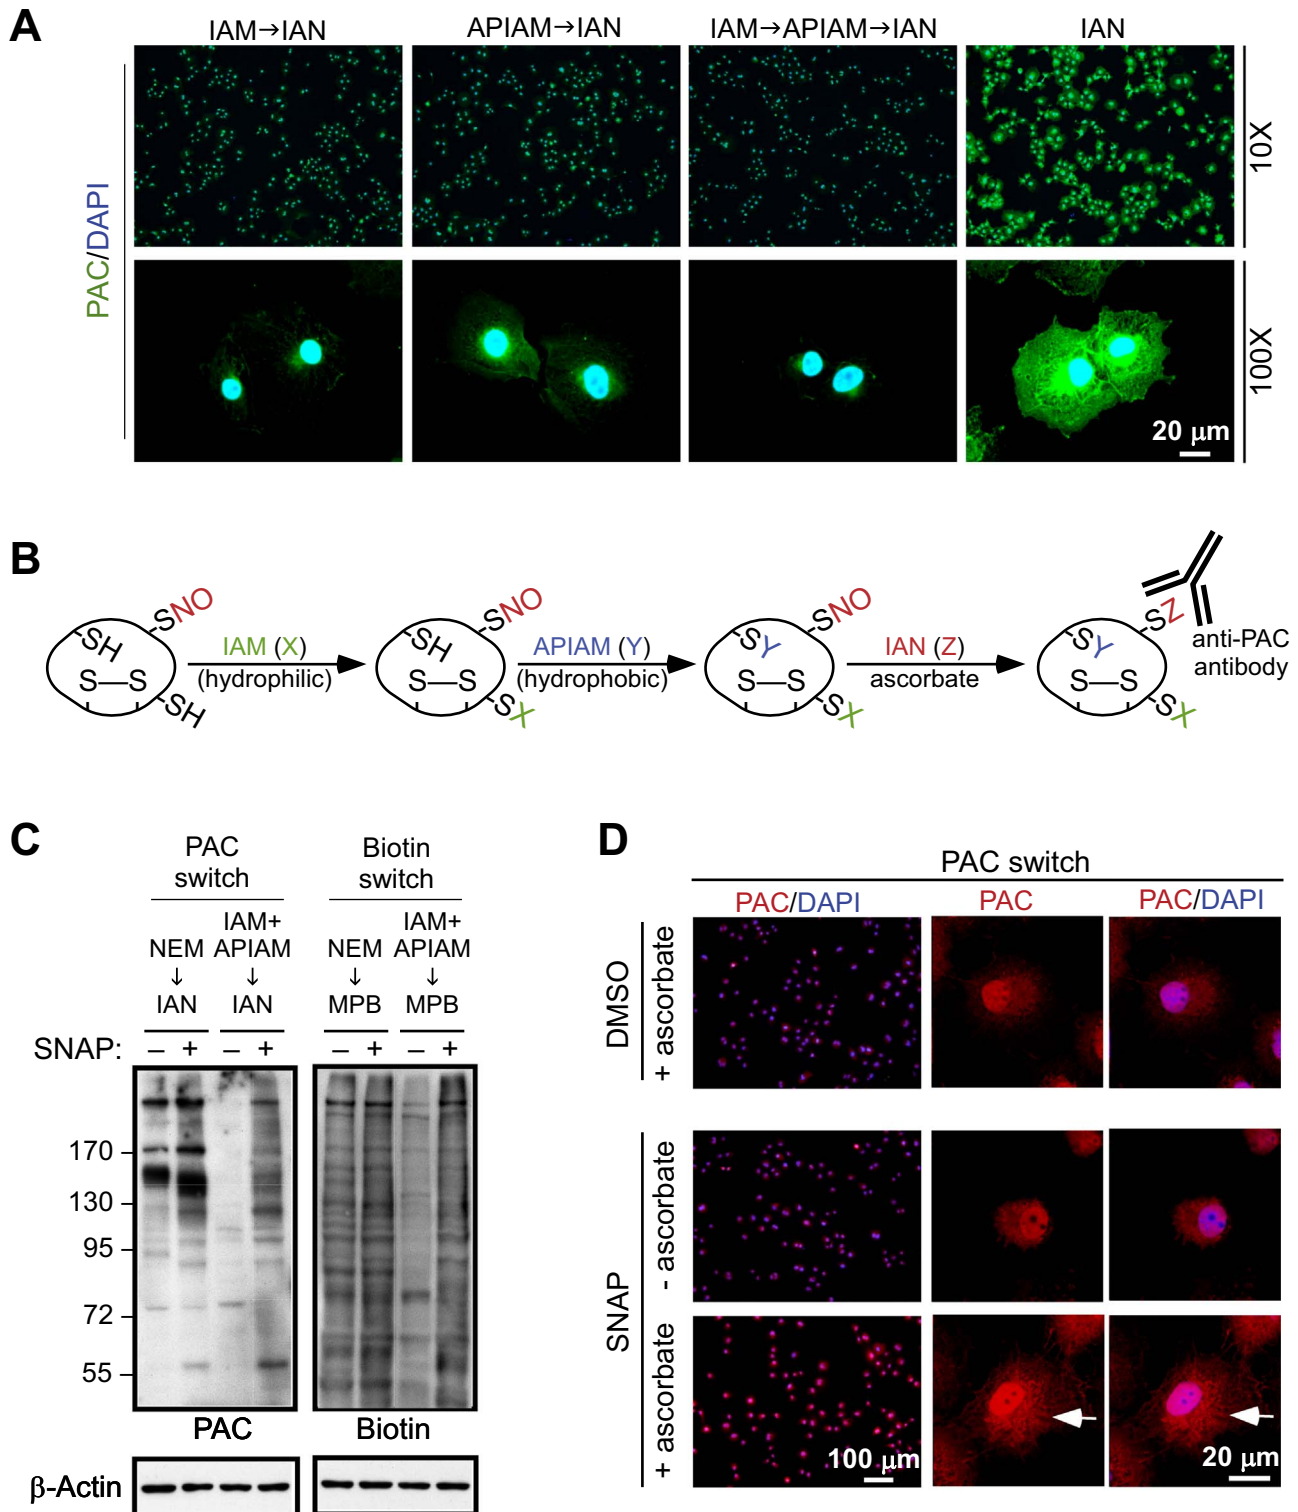 A
IAM→IAN
APIAM→IAN
IAM→APIAM→IAN
IAN
PAC/DAPI
10X
100X
20 µm
B
SNO
SH
S—S
SH
IAM (X)
(hydrophilic)
SNO
SH
S—S
SX
APIAM (Y)
(hydrophobic)
SNO
SY
S—S
SX
IAN (Z)
ascorbate
SZ
SY
S—S
SX
anti-PAC
antibody
C
PAC
switch
Biotin
switch
NEM
↓
IAN
IAM+
APIAM
↓
IAN
NEM
↓
MPB
IAM+
APIAM
↓
MPB
SNAP: – + – + – + – +
170
130
95
72
55
PAC
Biotin
β-Actin
D
PAC switch
PAC/DAPI
PAC
PAC/DAPI
DMSO
+ ascorbate
SNAP
- ascorbate
+ ascorbate
100 µm
20 µm